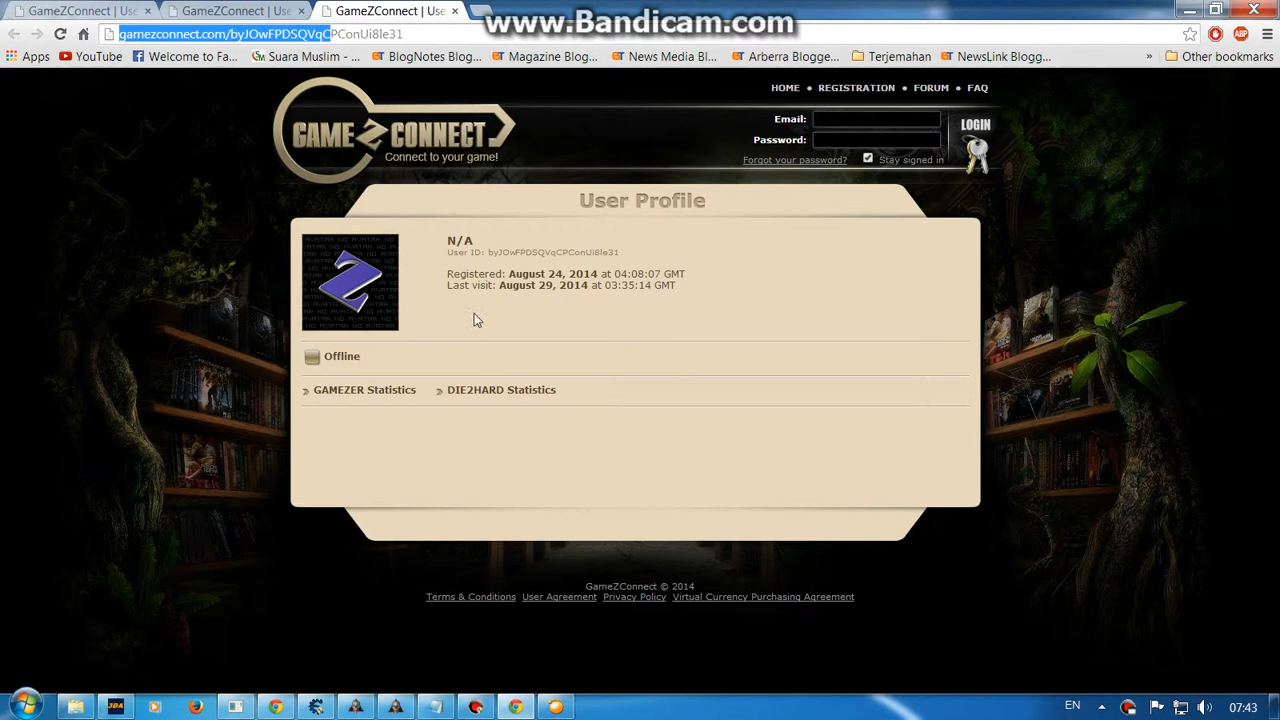 GameZConnect | Use
GameZConnect | Use
GameZConnect | Use
www.Bandicam.com
gamezconnect.com/byJOwFPDSQVqCPConUi8le31
Apps
YouTube
Welcome to Fa...
Suara Muslim - ...
BlogNotes Blog...
Magazine Blog...
News Media Bl...
Arberra Blogge...
Terjemahan
NewsLink Blogg...
»
Other bookmarks
HOME • REGISTRATION • FORUM • FAQ
GAME Z CONNECT
Connect to your game!
Email:
Password:
LOGIN
Forgot your password?
Stay signed in
User Profile
N/A
User ID: byJOwFPDSQVqCPConUi8le31
Registered: August 24, 2014 at 04:08:07 GMT
Last visit: August 29, 2014 at 03:35:14 GMT
Offline
GAMEZER Statistics
DIE2HARD Statistics
GameZConnect © 2014
Terms & Conditions User Agreement Privacy Policy Virtual Currency Purchasing Agreement
EN
07:43